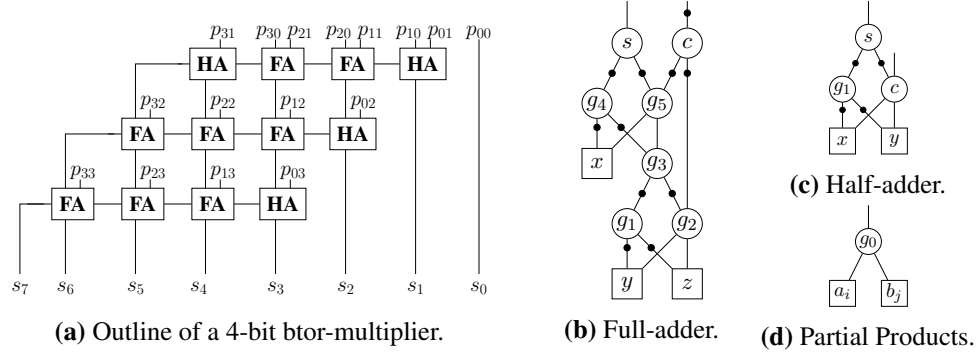 p31 p30 p21 p20 p11 p10 p01 p00
HA FA FA HA
p32 p22 p12 p02
FA FA FA HA
p33 p23 p13 p03
FA FA FA HA
s7 s6 s5 s4 s3 s2 s1 s0
(a) Outline of a 4-bit btor-multiplier.
s c
g4 g5
x
g3
g1 g2
y z
(b) Full-adder.
s
g1 c
x y
(c) Half-adder.
g0
ai bj
(d) Partial Products.